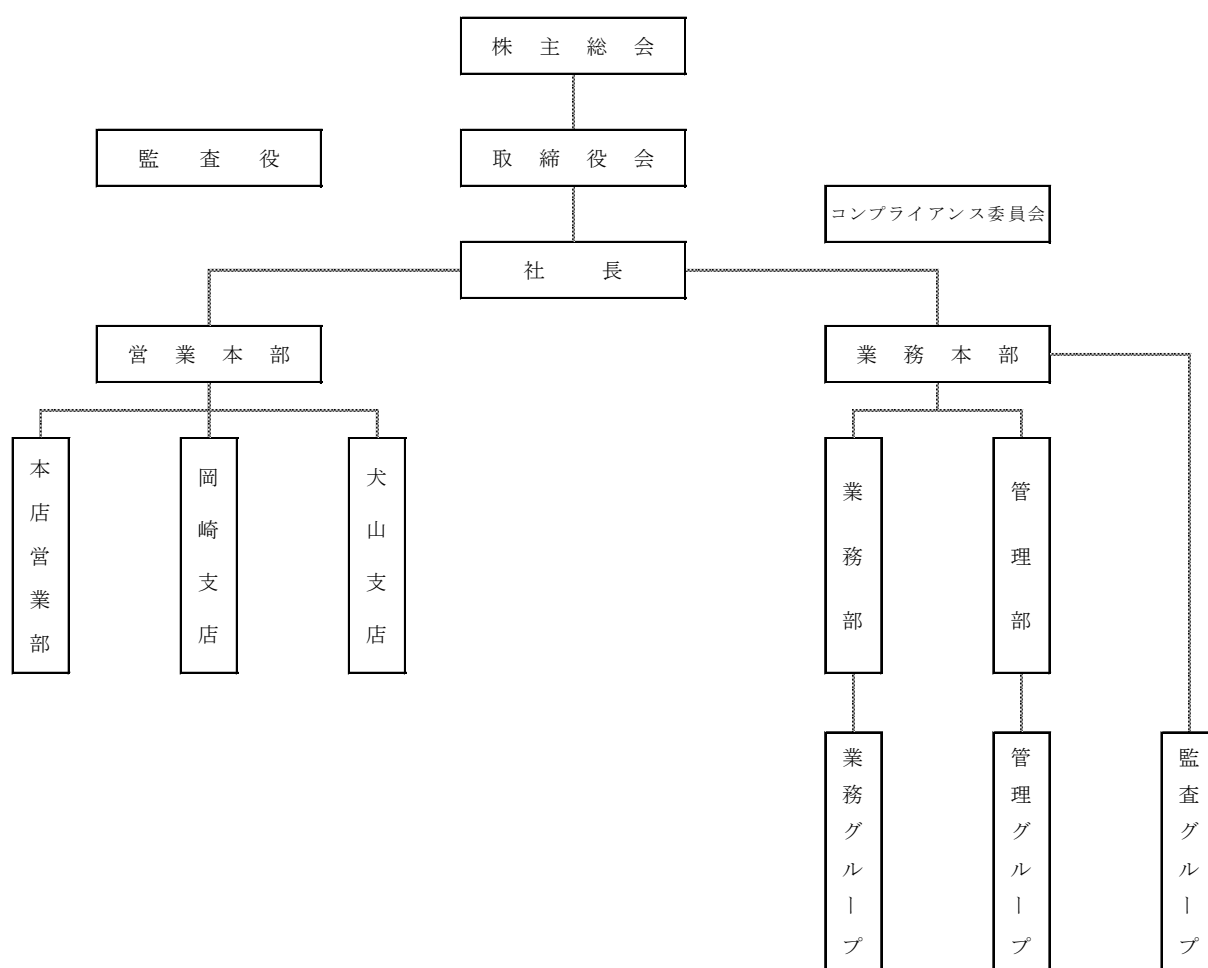 株主総会
監査役
取締役会
コンプライアンス委員会
社長
営業本部
業務本部
本店営業部
岡崎支店
犬山支店
業務部
管理部
業務グループ
管理グループ
監査グループ